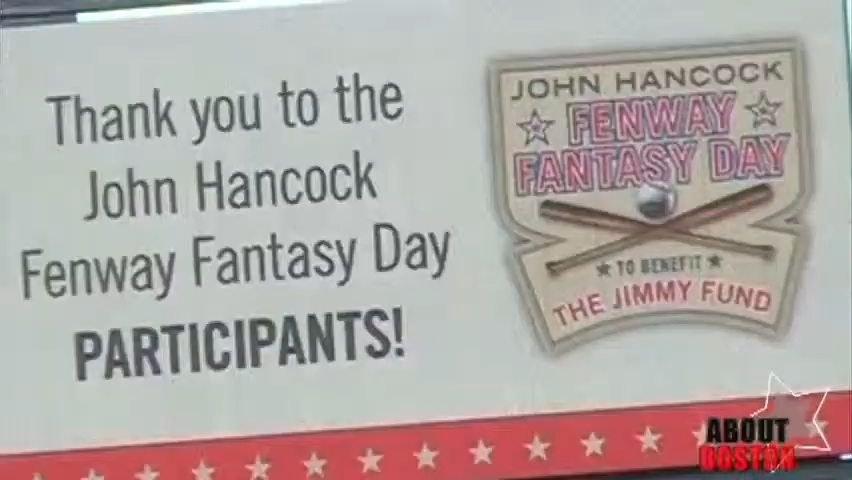 Thank you to the
John Hancock
Fenway Fantasy Day
PARTICIPANTS!
JOHN HANCOCK
FENWAY
FANTASY DAY
TO BENEFIT
THE JIMMY FUND
ABOUT
BOSTON